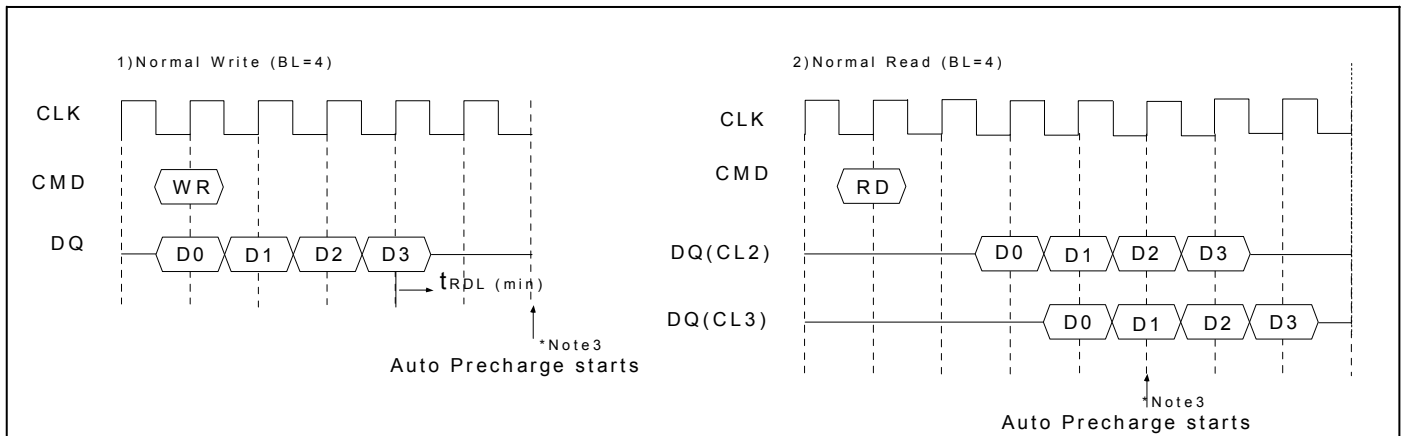 1)Normal Write (BL=4)
CLK
CMD
WR
DQ
D0 D1 D2 D3
tRDL (min)
*Note3
Auto Precharge starts
2)Normal Read (BL=4)
CLK
CMD
RD
DQ(CL2)
D0 D1 D2 D3
DQ(CL3)
D0 D1 D2 D3
*Note3
Auto Precharge starts